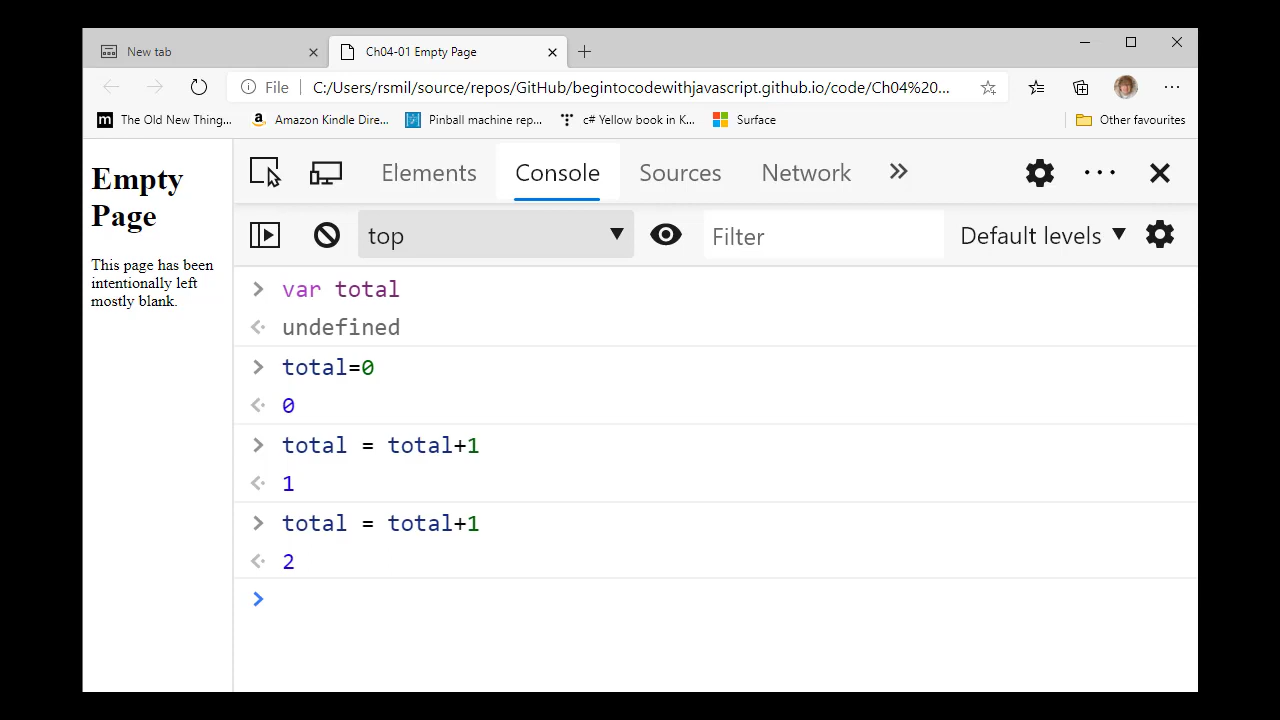 New tab
Ch04-01 Empty Page
File
C:/Users/rsmil/source/repos/GitHub/begintocodewithjavascript.github.io/code/Ch04%20...
m The Old New Thing...
a Amazon Kindle Dire...
Pinball machine rep...
c# Yellow book in K...
Surface
Other favourites
Empty
Page
This page has been
intentionally left
mostly blank.
Elements
Console
Sources
Network
top
Filter
Default levels
> var total
undefined
> total=0
0
> total = total+1
1
> total = total+1
2
>